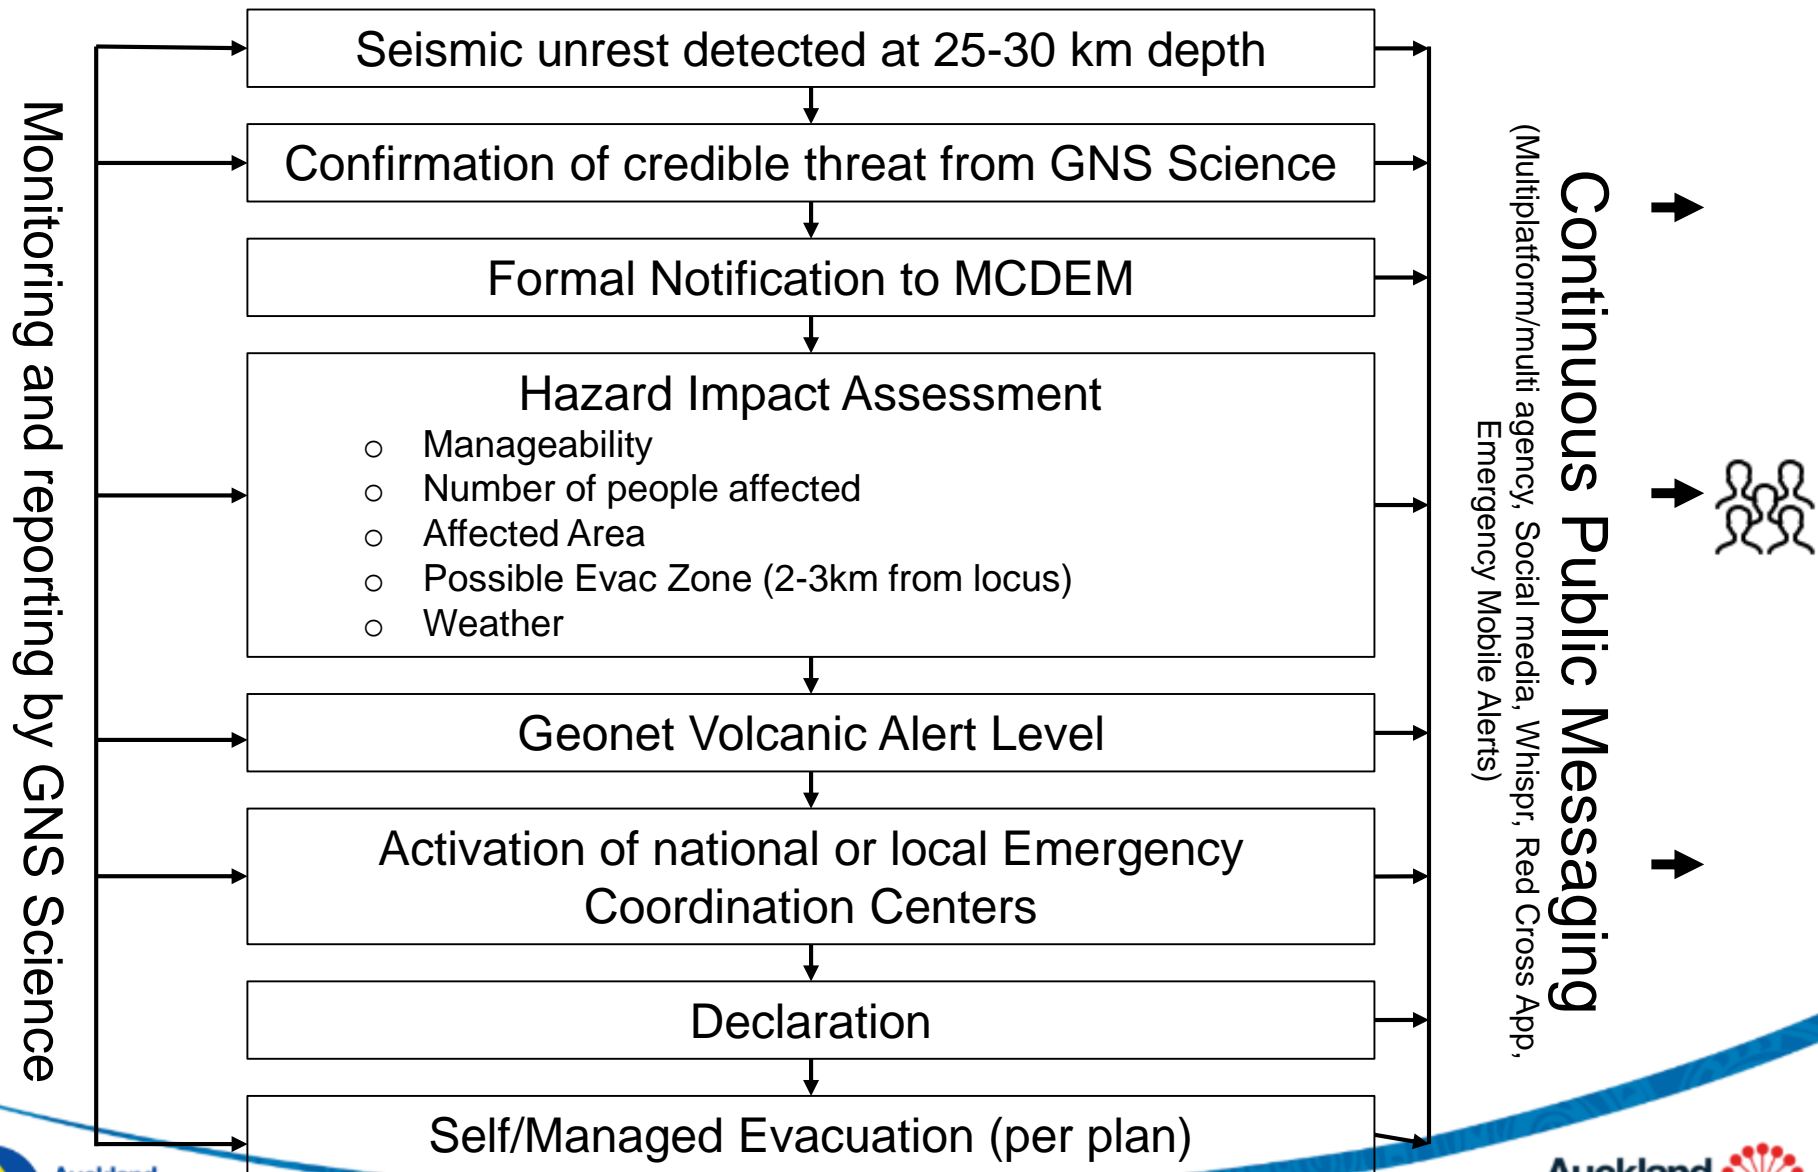 Seismic unrest detected at 25-30 km depth
Confirmation of credible threat from GNS Science
Formal Notification to MCDEM
Hazard Impact Assessment
o Manageability
o Number of people affected
o Affected Area
o Possible Evac Zone (2-3km from locus)
o Weather
Geonet Volcanic Alert Level
Activation of national or local Emergency
Coordination Centers
Declaration
Self/Managed Evacuation (per plan)
Monitoring and reporting by GNS Science
Continuous Public Messaging
(Multiplatform/multi agency, Social media, Whispr, Red Cross App,
Emergency Mobile Alerts)
Auckland
Auckland